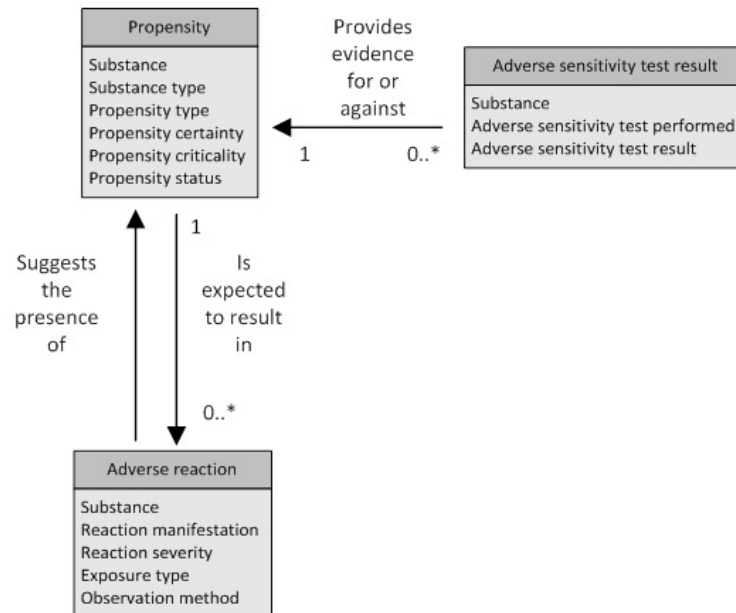 Propensity
Substance
Substance type
Propensity type
Propensity certainty
Propensity criticality
Propensity status
Provides
evidence
for or
against
1
0..*
Adverse sensitivity test result
Substance
Adverse sensitivity test performed
Adverse sensitivity test result
Suggests
the
presence
of
1
Is
expected
to result
in
0..*
Adverse reaction
Substance
Reaction manifestation
Reaction severity
Exposure type
Observation method